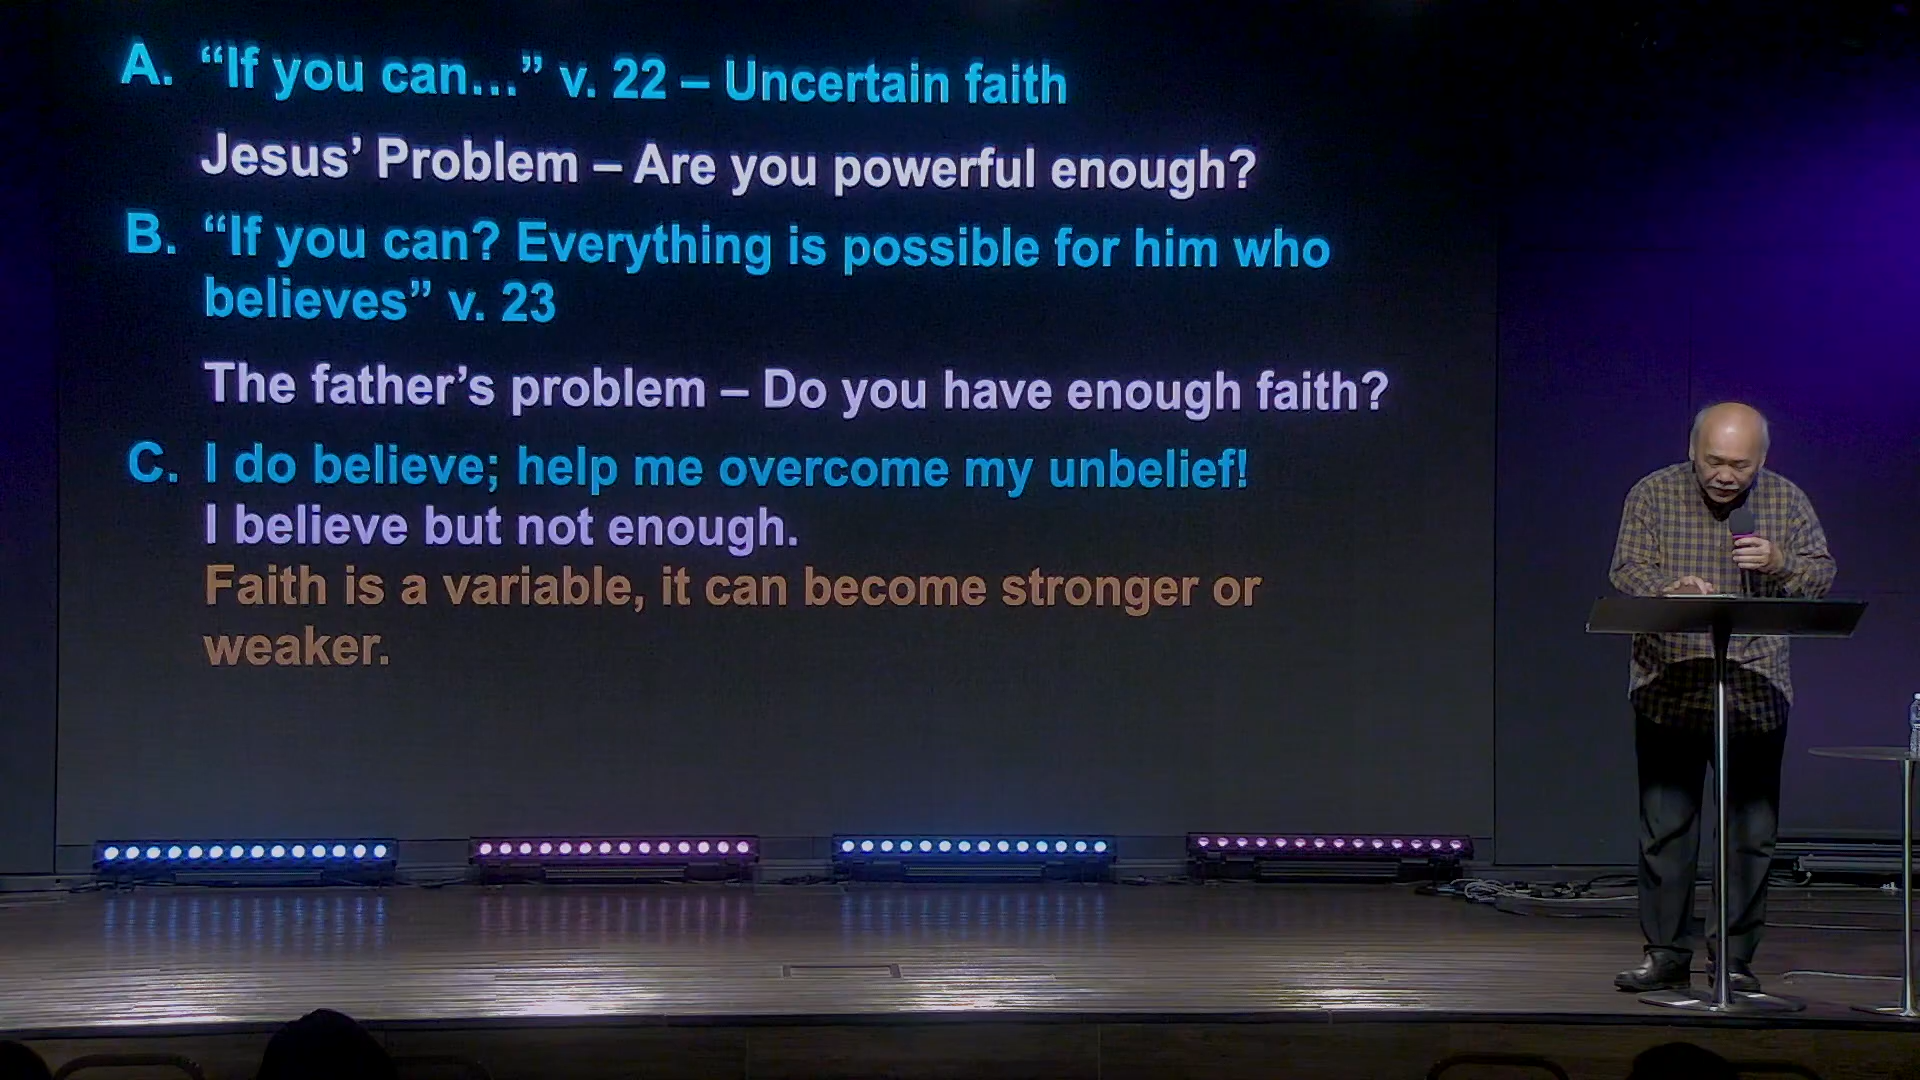 A. “If you can...” v. 22 – Uncertain faith
Jesus’ Problem – Are you powerful enough?
B. “If you can? Everything is possible for him who
believes” v. 23
The father’s problem – Do you have enough faith?
C. I do believe; help me overcome my unbelief!
I believe but not enough.
Faith is a variable, it can become stronger or
weaker.